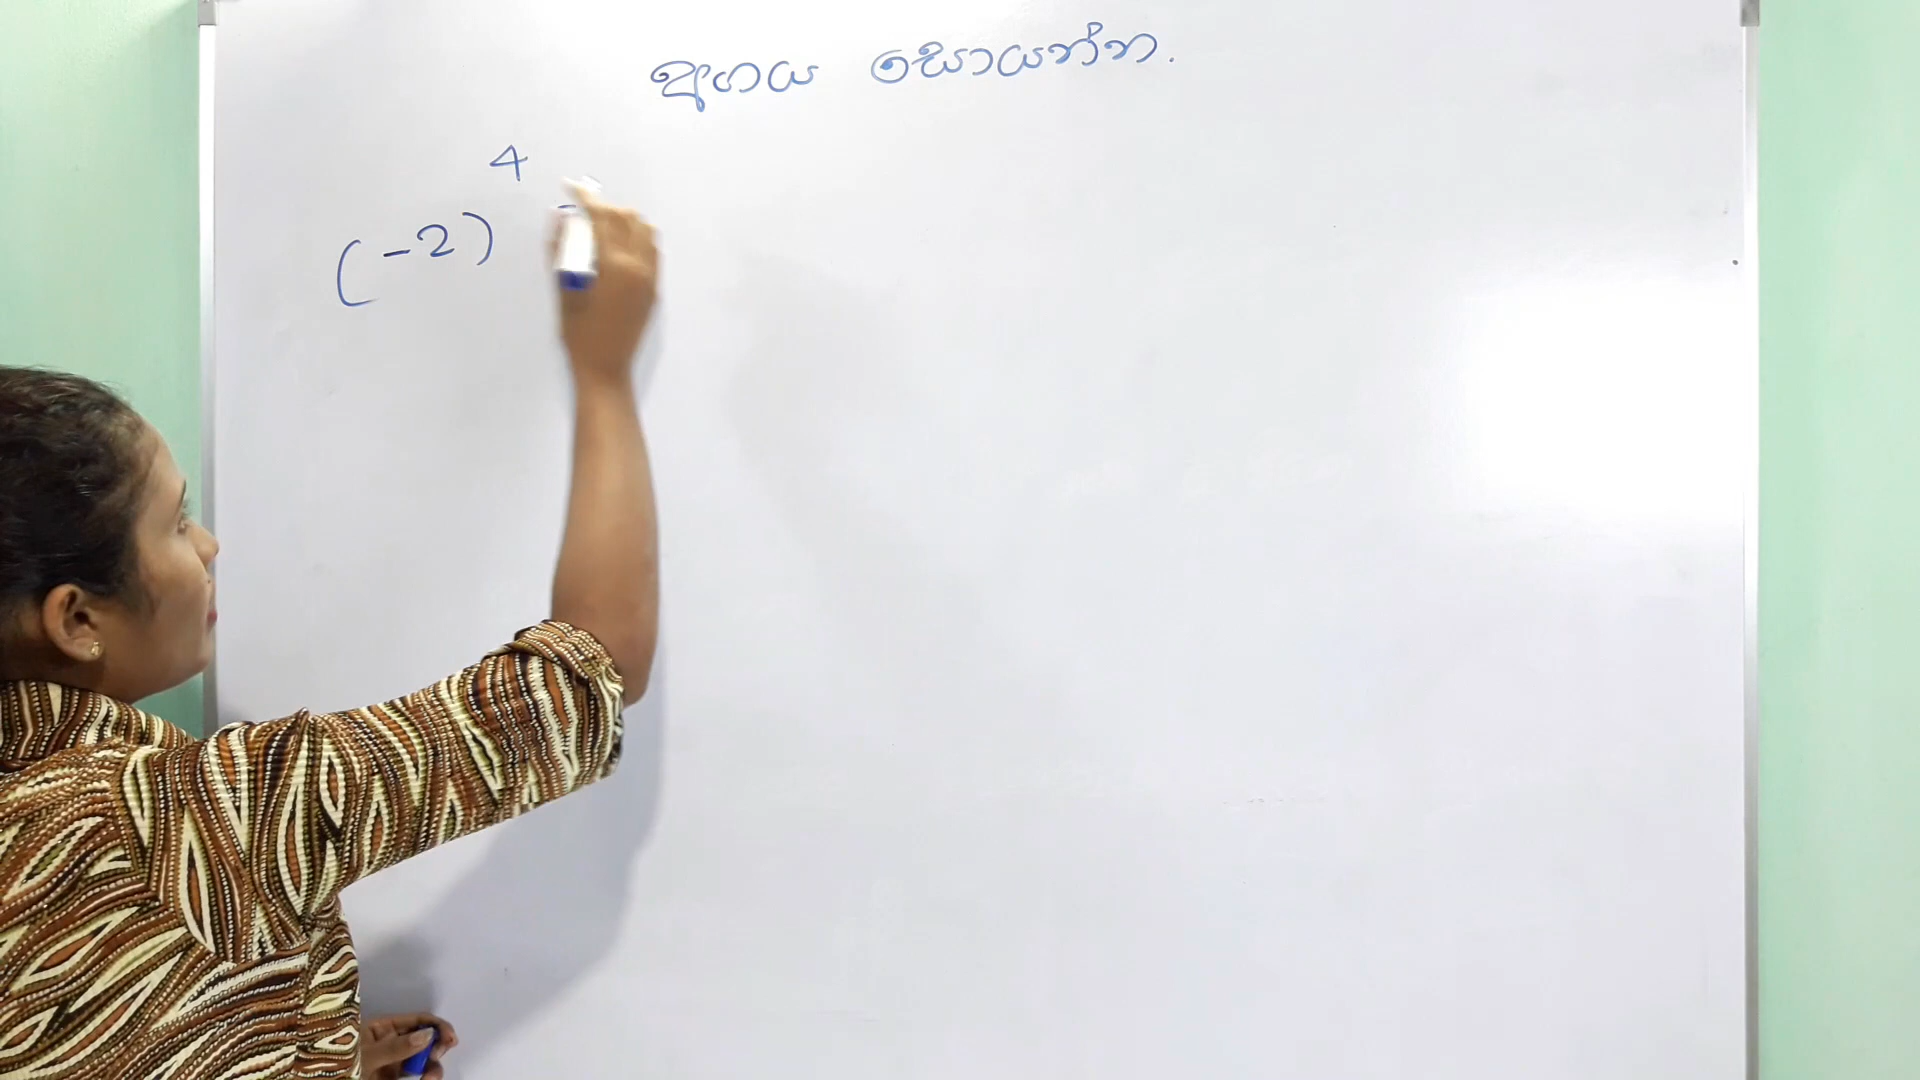 අගය සොයන්න.
(-2)⁴ =